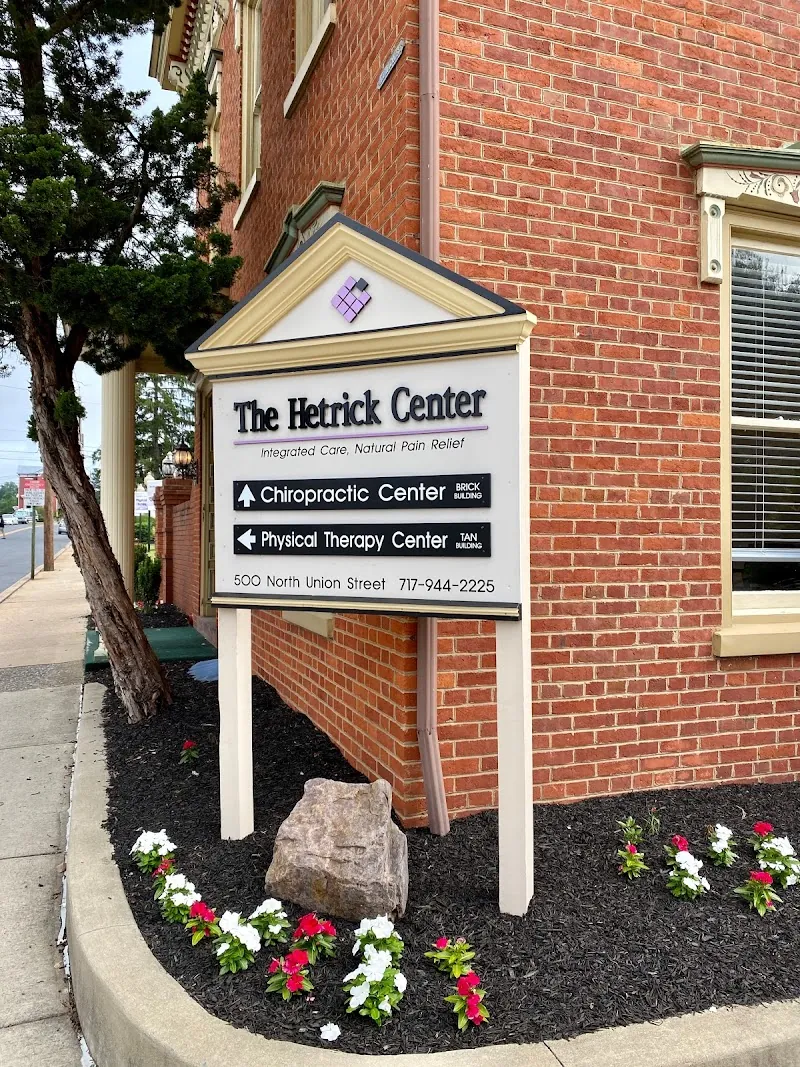 The Hetrick Center
Integrated Care, Natural Pain Relief
Chiropractic Center BRICK BUILDING
Physical Therapy Center TAN BUILDING
500 North Union Street 717-944-2225